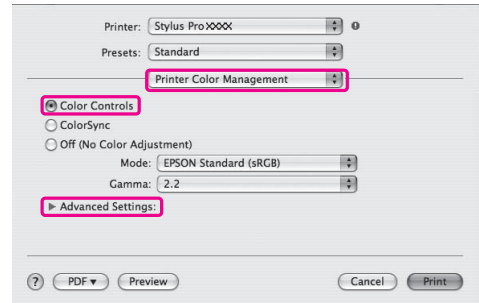 Printer: Stylus Pro XXXX
Presets: Standard
Printer Color Management
Color Controls
ColorSync
Off (No Color Adjustment)
Mode: EPSON Standard (sRGB)
Gamma: 2.2
Advanced Settings:
? PDF Preview Cancel Print